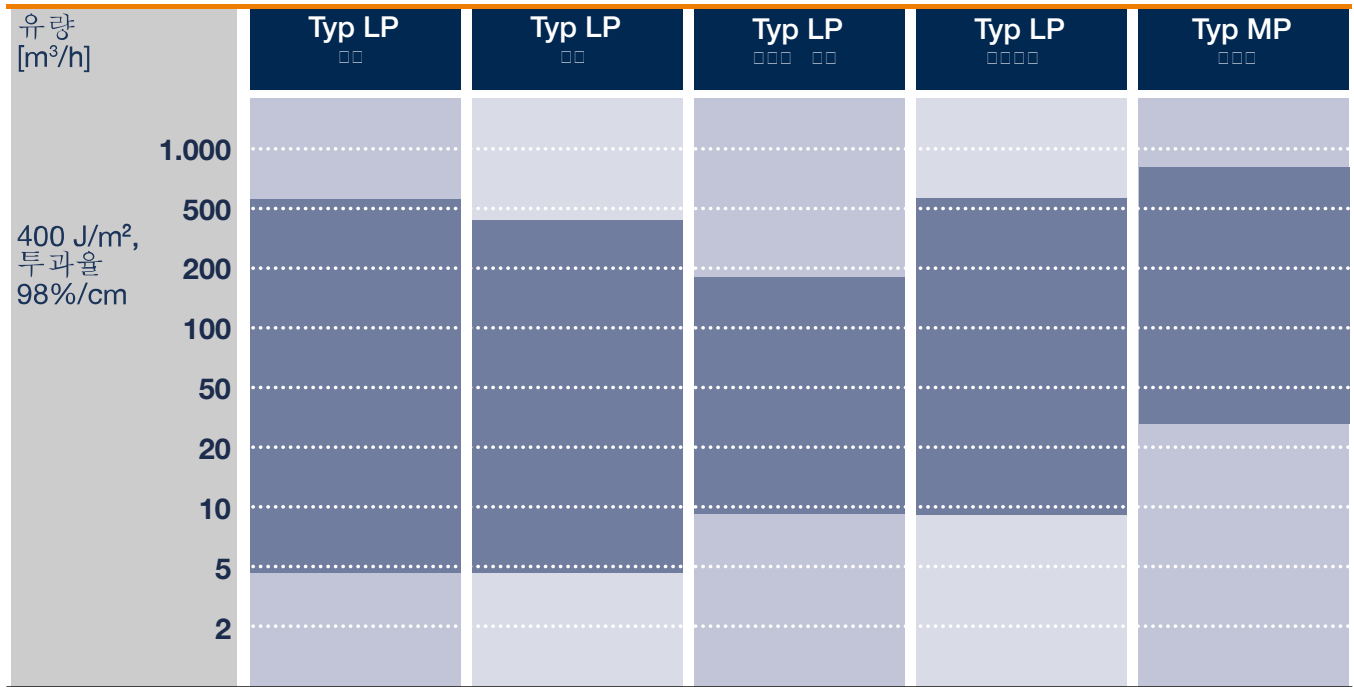 유량
[m³/h]
Typ LP
Typ LP
Typ LP
Typ LP
Typ MP
1.000
500
400 J/m²,
투과율
200
98%/cm
100
50
20
10
5
2